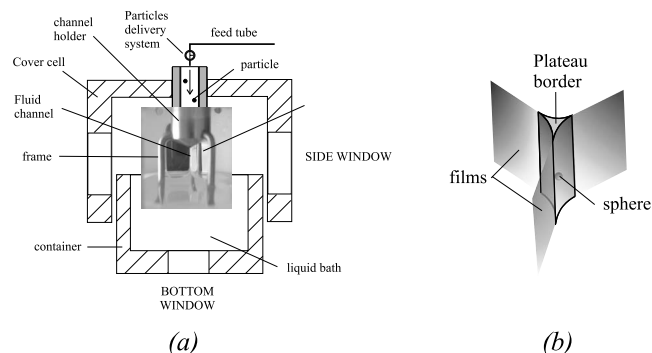 channel
holder
Particles
delivery
system
feed tube
Cover cell
particle
Fluid
channel
frame
SIDE WINDOW
container
liquid bath
BOTTOM
WINDOW
(a)
Plateau
border
films
sphere
(b)